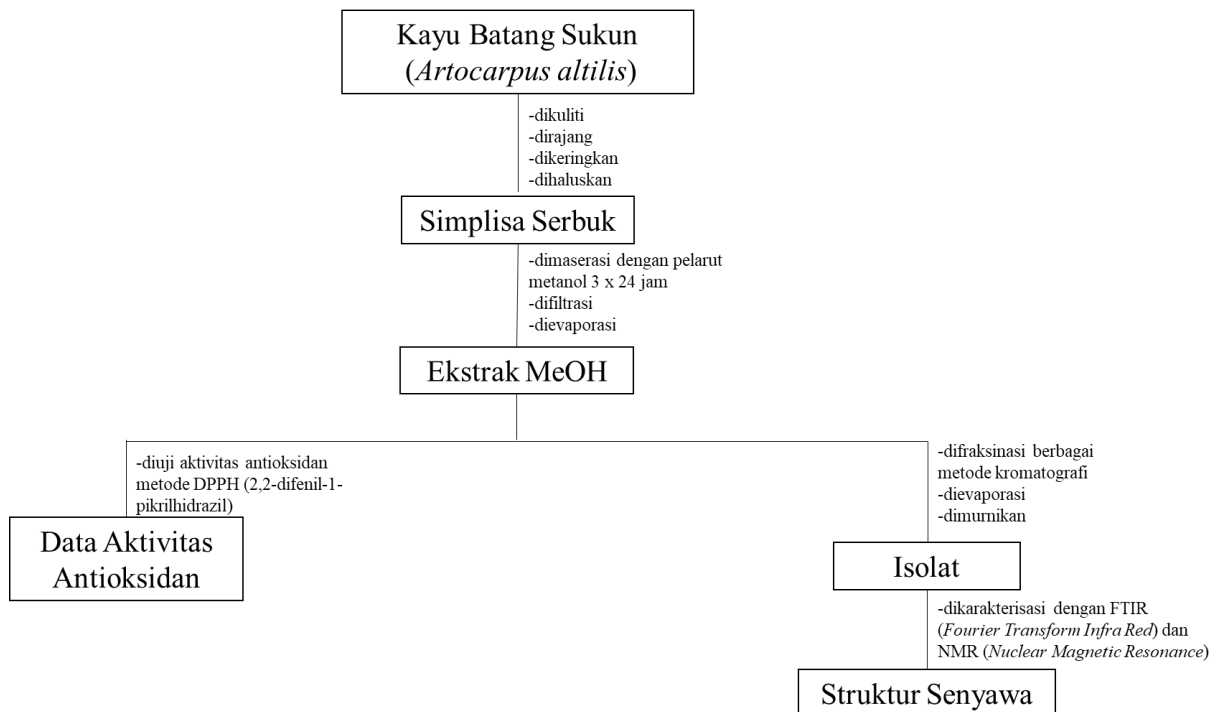 Kayu Batang Sukun
(Artocarpus altilis)
-dikuliti
-dirajang
-dikeringkan
-dihaluskan
Simplisa Serbuk
-dimaserasi dengan pelarut
metanol 3 x 24 jam
-difiltrasi
-dievaporasi
Ekstrak MeOH
-diuji aktivitas antioksidan
metode DPPH (2,2-difenil-1-
pikrilhidrazil)
Data Aktivitas
Antioksidan
-difraksinasi berbagai
metode kromatografi
-dievaporasi
-dimurnikan
Isolat
-dikarakterisasi dengan FTIR
(Fourier Transform Infra Red) dan
NMR (Nuclear Magnetic Resonance)
Struktur Senyawa